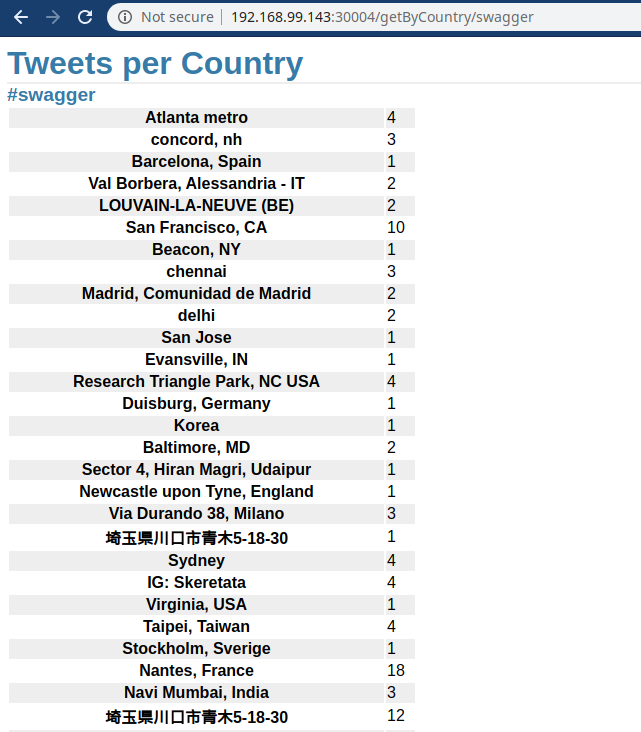 Not secure | 192.168.99.143:30004/getByCountry/swagger
Tweets per Country
#swagger
Atlanta metro 4
concord, nh 3
Barcelona, Spain 1
Val Borbera, Alessandria - IT 2
LOUVAIN-LA-NEUVE (BE) 2
San Francisco, CA 10
Beacon, NY 1
chennai 3
Madrid, Comunidad de Madrid 2
delhi 2
San Jose 1
Evansville, IN 1
Research Triangle Park, NC USA 4
Duisburg, Germany 1
Korea 1
Baltimore, MD 2
Sector 4, Hiran Magri, Udaipur 1
Newcastle upon Tyne, England 1
Via Durando 38, Milano 3
埼玉県川口市青木5-18-30 1
Sydney 4
IG: Skeretata 4
Virginia, USA 1
Taipei, Taiwan 4
Stockholm, Sverige 1
Nantes, France 18
Navi Mumbai, India 3
埼玉県川口市青木5-18-30 12